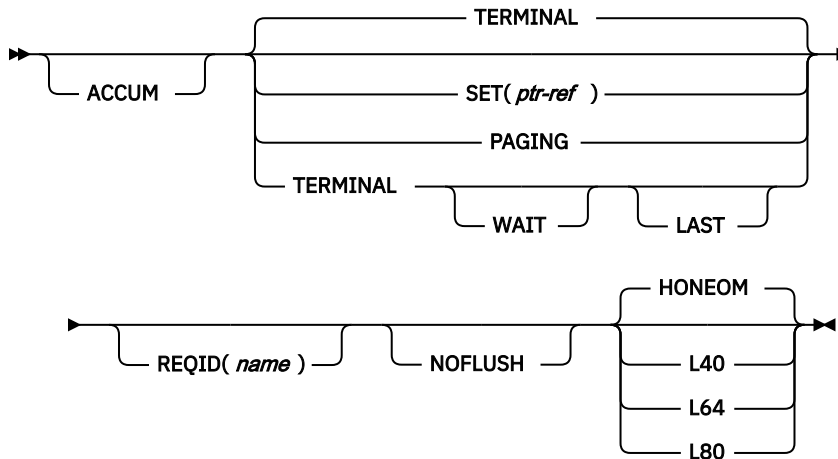 TERMINAL
ACCUM
SET( ptr-ref )
PAGING
TERMINAL
WAIT
LAST
HONEOM
REQID( name )
NOFLUSH
L40
L64
L80